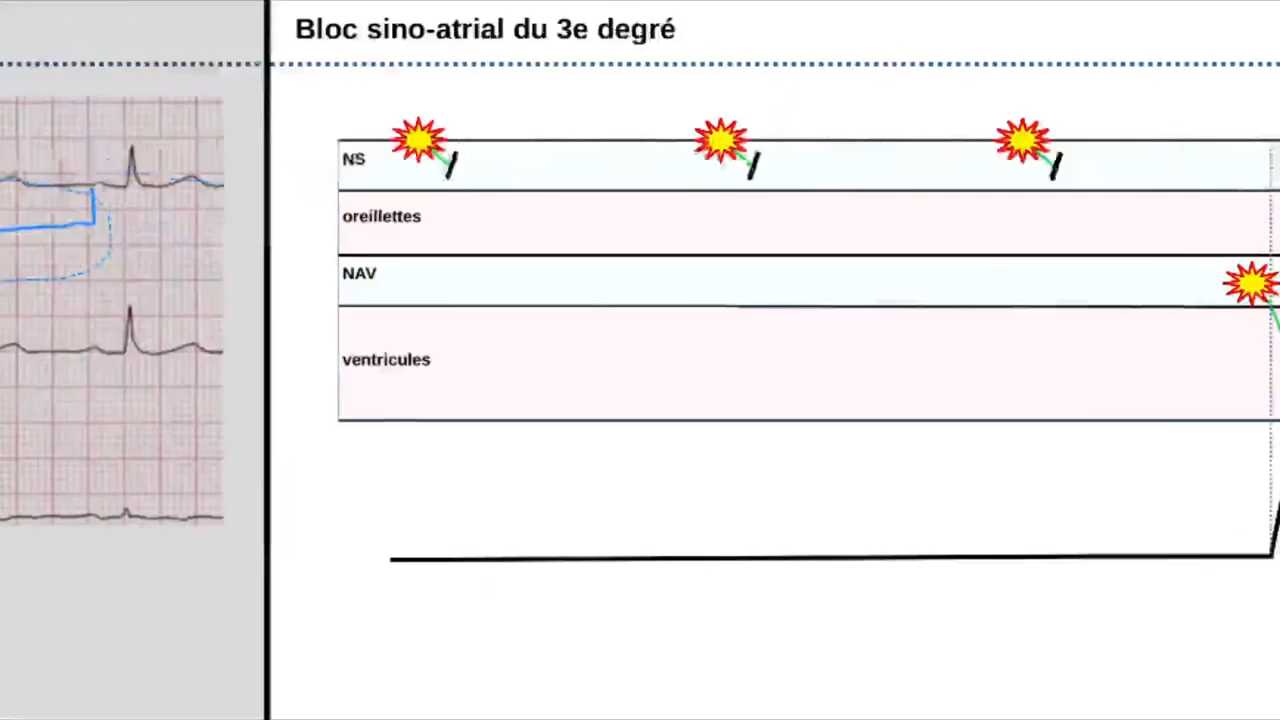 Bloc sino-atrial du 3e degré
NS
oreillettes
NAV
ventricules